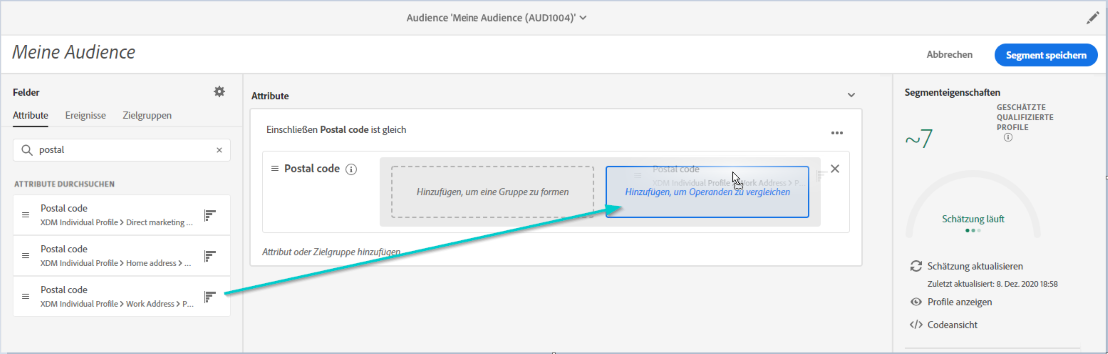 Audience 'Meine Audience (AUD1004)'
Meine Audience
Abbrechen
Segment speichern
Felder
Attribute
Ereignisse
Zielgruppen
postal
ATTRIBUTE DURCHSUCHEN
Postal code
XDM Individual Profile > Direct marketing ...
Postal code
XDM Individual Profile > Home address > ...
Postal code
XDM Individual Profile > Work Address > P...
Attribute
Einschließen Postal code ist gleich
Postal code
Hinzufügen, um eine Gruppe zu formen
Postal code
XDM Individual Profile > Work Address > P...
Hinzufügen, um Operanden zu vergleichen
Attribut oder Zielgruppe hinzufügen
Segmenteigenschaften
~7
GESCHÄTZTE
QUALIFIZIERTE
PROFILE
Schätzung läuft
Schätzung aktualisieren
Zuletzt aktualisiert: 8. Dez. 2020 18:58
Profile anzeigen
Codeansicht